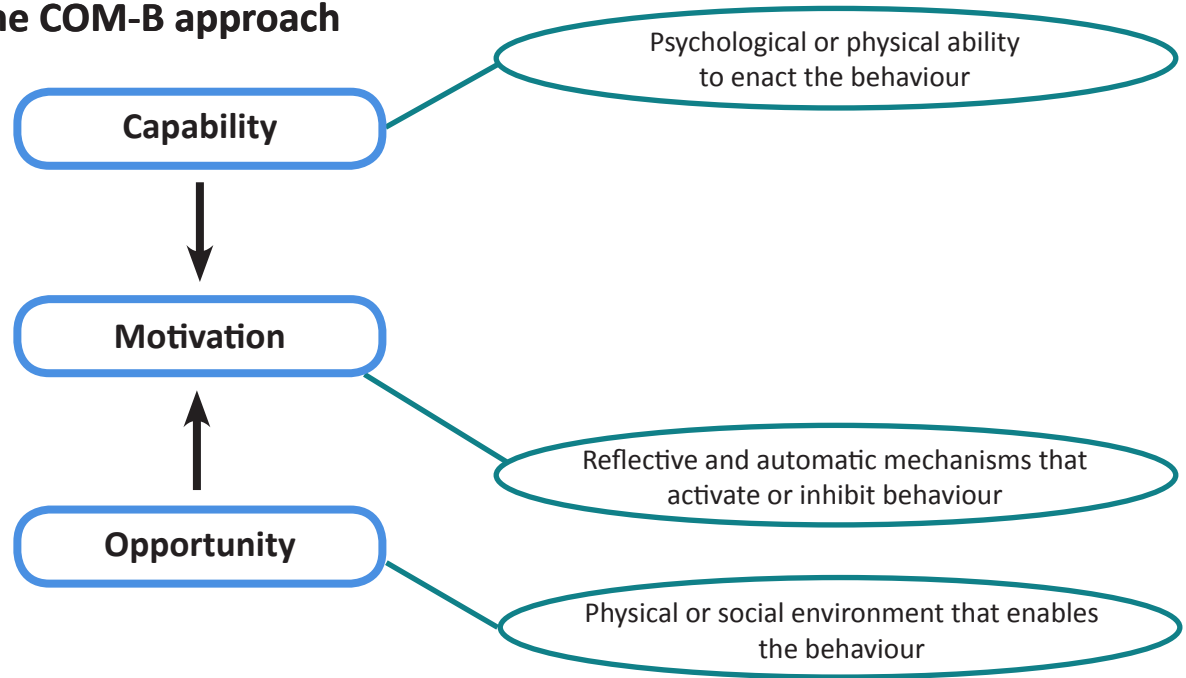 ne COM-B approach
Psychological or physical ability
to enact the behaviour
Capability
Motivation
Reflective and automatic mechanisms that
activate or inhibit behaviour
Opportunity
Physical or social environment that enables
the behaviour